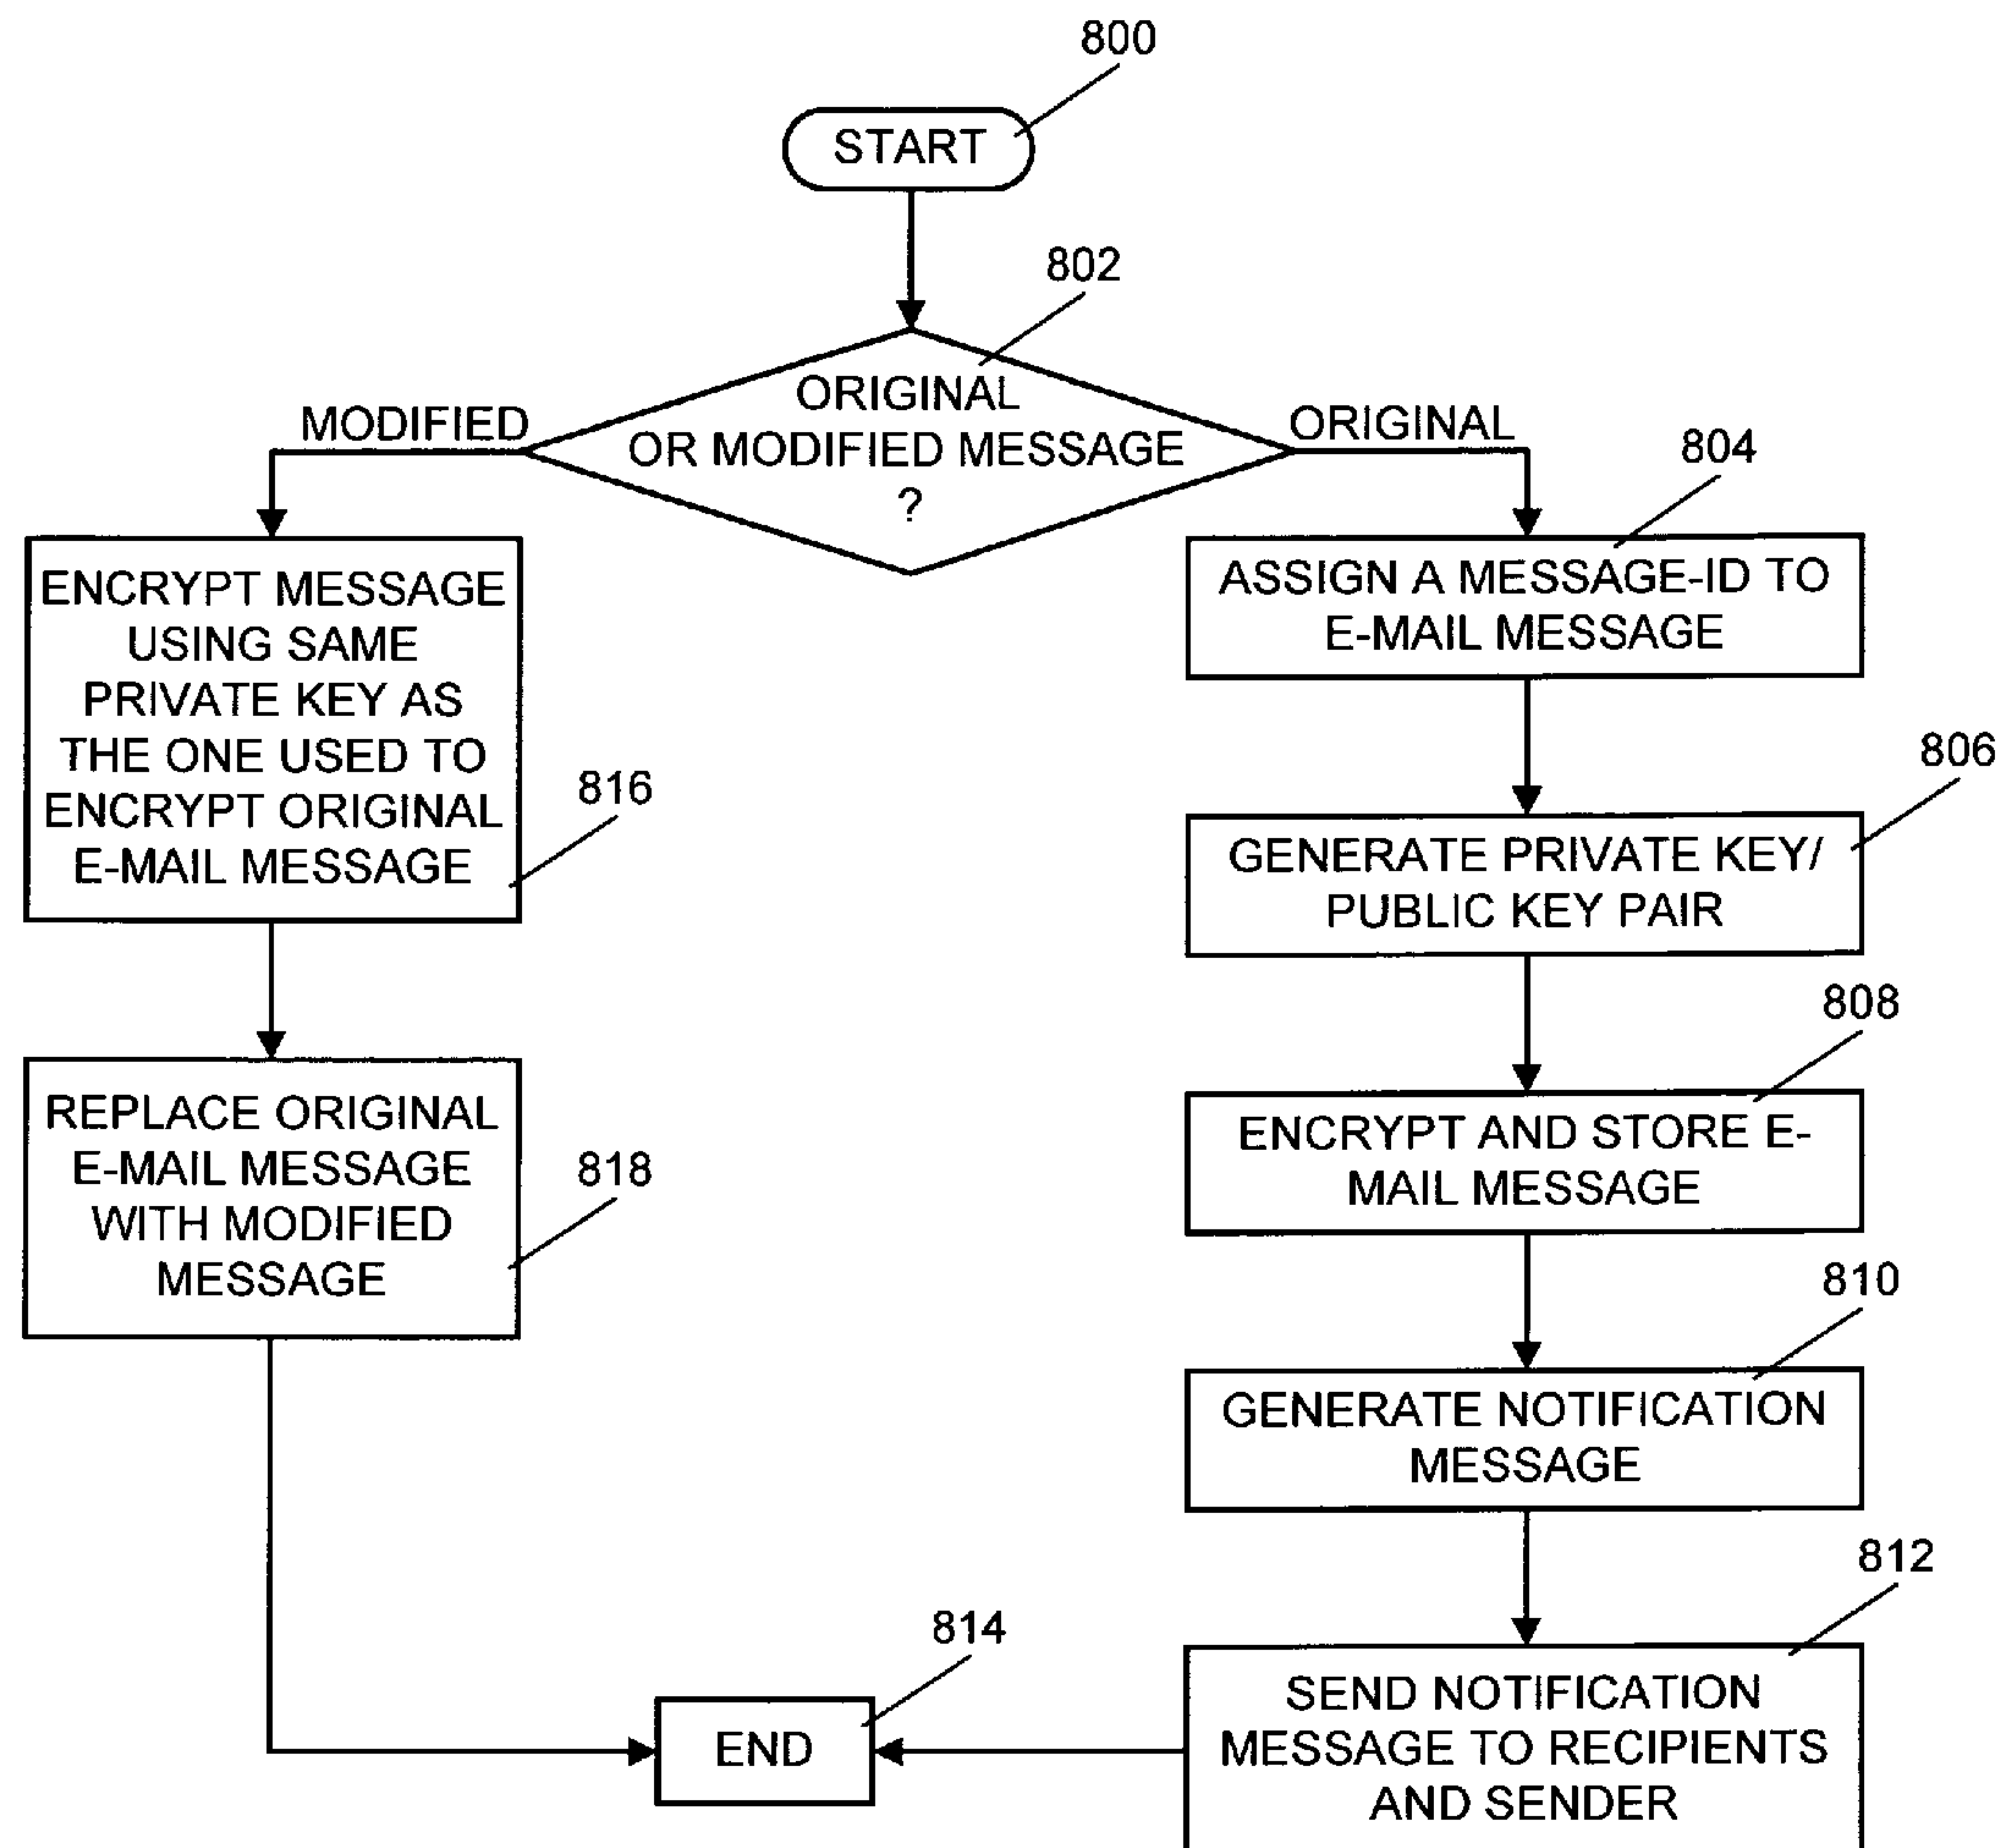 800
START
802
ORIGINAL
OR MODIFIED MESSAGE
?
MODIFIED
ORIGINAL
804
ASSIGN A MESSAGE-ID TO
E-MAIL MESSAGE
806
GENERATE PRIVATE KEY/
PUBLIC KEY PAIR
808
ENCRYPT AND STORE E-
MAIL MESSAGE
810
GENERATE NOTIFICATION
MESSAGE
812
SEND NOTIFICATION
MESSAGE TO RECIPIENTS
AND SENDER
814
END
ENCRYPT MESSAGE
USING SAME
PRIVATE KEY AS
THE ONE USED TO
ENCRYPT ORIGINAL
E-MAIL MESSAGE
816
REPLACE ORIGINAL
E-MAIL MESSAGE
WITH MODIFIED
MESSAGE
818